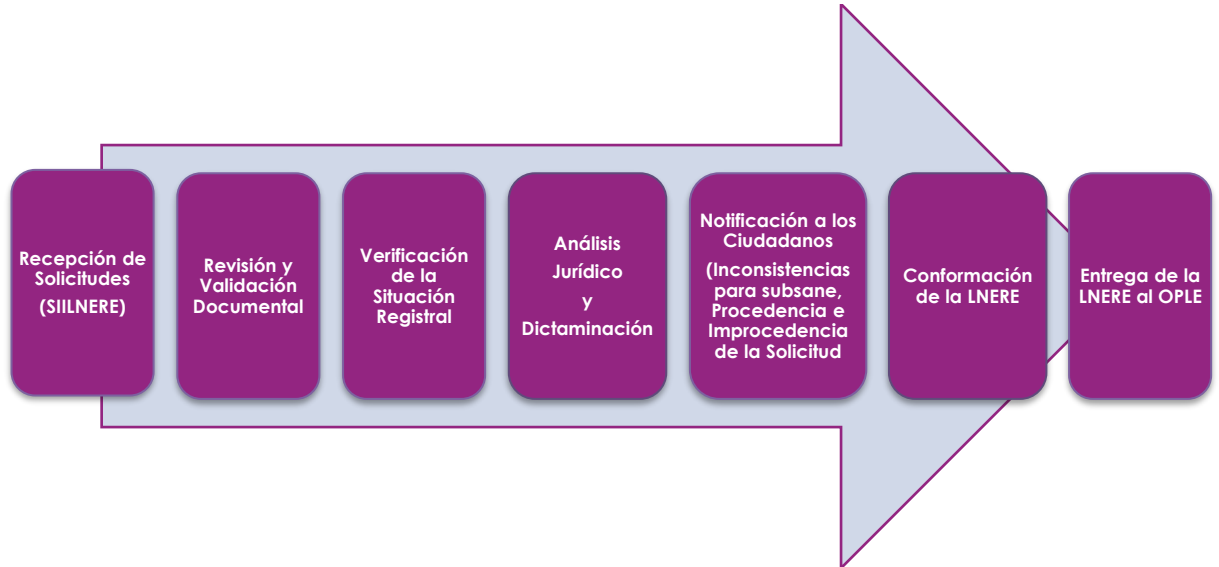 Recepción de
Solicitudes
(SIILNERE)
Revisión y
Validación
Documental
Verificación
de la
Situación
Registral
Análisis
Jurídico
y
Dictaminación
Notificación a los
Ciudadanos
(Inconsistencias
para subsane,
Procedencia e
Improcedencia
de la Solicitud
Conformación
de la LNERE
Entrega de la
LNERE al OPLE